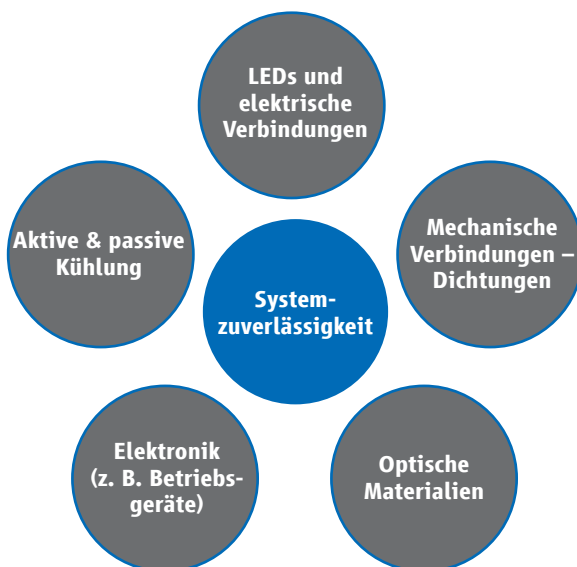 LEDs und
elektrische
Verbindungen
Aktive & passive
Kühlung
Mechanische
Verbindungen –
Dichtungen
System-
zuverlässigkeit
Elektronik
(z. B. Betriebs-
geräte)
Optische
Materialien